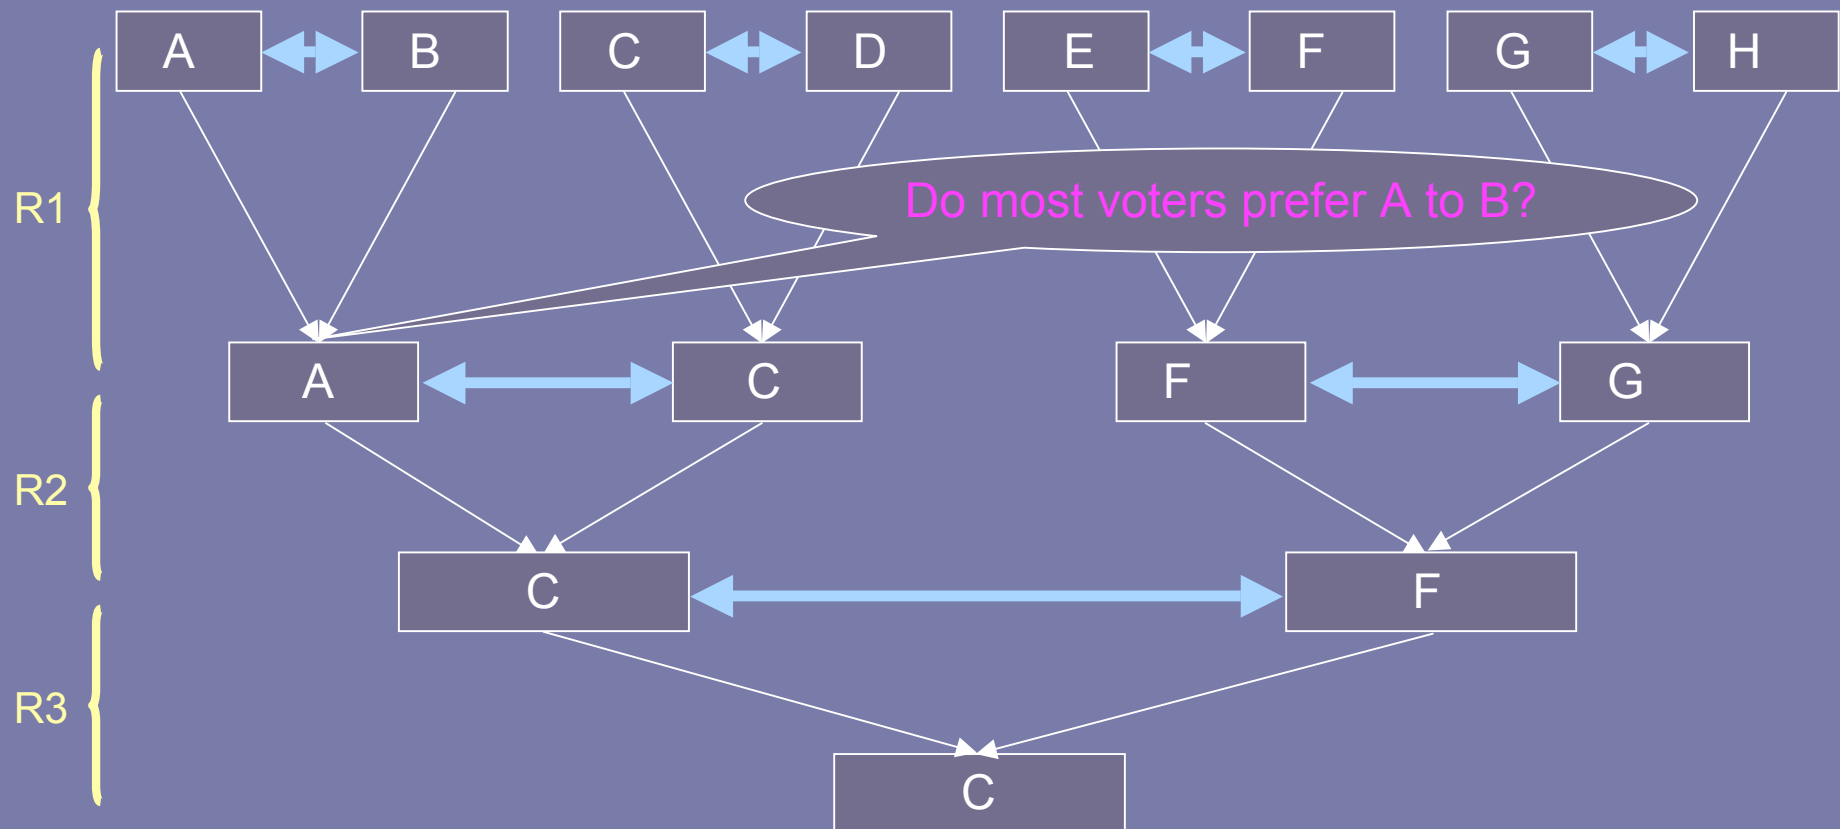 A B C D E F G H
R1
Do most voters prefer A to B?
A C F G
R2
C F
R3
C